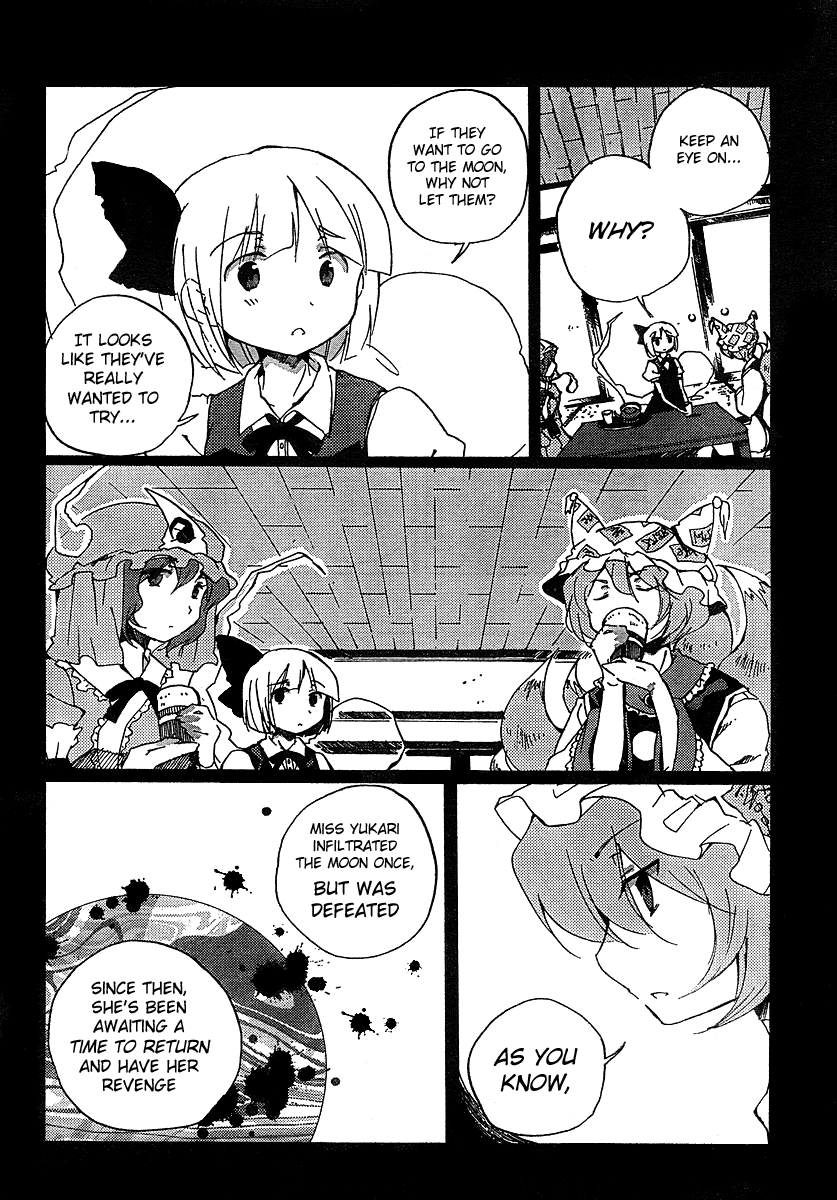 KEEP AN
EYE ON...
WHY?
IF THEY
WANT TO GO
TO THE MOON,
WHY NOT
LET THEM?
IT LOOKS
LIKE THEY'VE
REALLY
WANTED TO
TRY...
AS YOU
KNOW,
MISS YUKARI
INFILTRATED
THE MOON ONCE,
BUT WAS
DEFEATED
SINCE THEN,
SHE'S BEEN
AWAITING A
TIME TO RETURN
AND HAVE HER
REVENGE